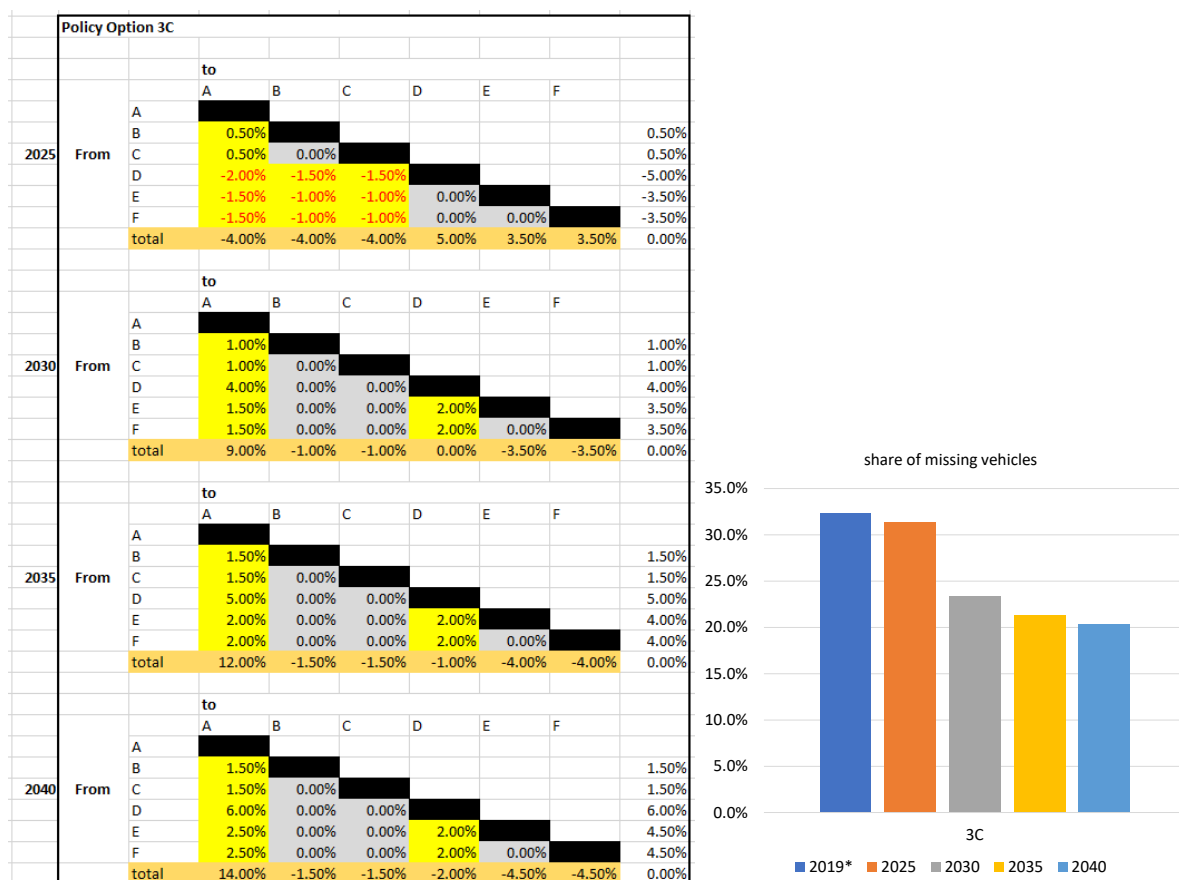 Policy Option 3C
to
A B C D E F
A
B 0.50% 0.50%
2025 From C 0.50% 0.00% 0.50%
D -2.00% -1.50% -1.50% -5.00%
E -1.50% -1.00% -1.00% 0.00% -3.50%
F -1.50% -1.00% -1.00% 0.00% 0.00% -3.50%
total -4.00% -4.00% -4.00% 5.00% 3.50% 3.50% 0.00%
to
A B C D E F
A
B 1.00% 1.00%
2030 From C 1.00% 0.00% 1.00%
D 4.00% 0.00% 0.00% 4.00%
E 1.50% 0.00% 0.00% 2.00% 3.50%
F 1.50% 0.00% 0.00% 2.00% 0.00% 3.50%
total 9.00% -1.00% -1.00% 0.00% -3.50% -3.50% 0.00%
to
A B C D E F
A
B 1.50% 1.50%
2035 From C 1.50% 0.00% 1.50%
D 5.00% 0.00% 0.00% 5.00%
E 2.00% 0.00% 0.00% 2.00% 4.00%
F 2.00% 0.00% 0.00% 2.00% 0.00% 4.00%
total 12.00% -1.50% -1.50% -1.00% -4.00% -4.00% 0.00%
to
A B C D E F
A
B 1.50% 1.50%
2040 From C 1.50% 0.00% 1.50%
D 6.00% 0.00% 0.00% 6.00%
E 2.50% 0.00% 0.00% 2.00% 4.50%
F 2.50% 0.00% 0.00% 2.00% 0.00% 4.50%
total 14.00% -1.50% -1.50% -2.00% -4.50% -4.50% 0.00%
share of missing vehicles
35.0%
30.0%
25.0%
20.0%
15.0%
10.0%
5.0%
0.0%
3C
2019* 2025 2030 2035 2040